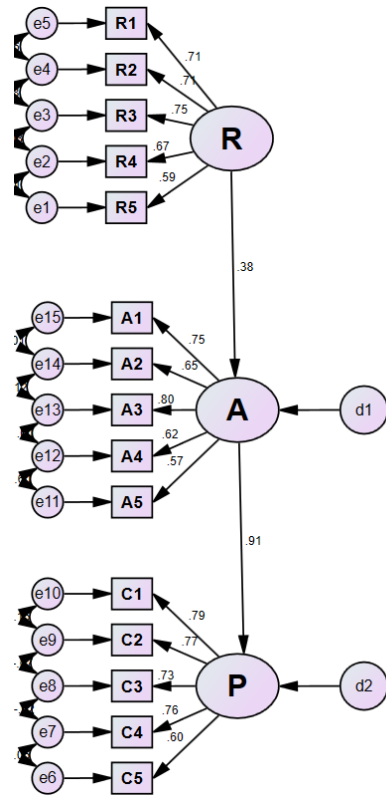 e5 R1
.71
e4 R2
.71
e3 R3
.75
R
e2 R4
.67
e1 R5
.59
.38
e15 A1
.75
e14 A2
.65
e13 A3
.80
A
d1
e12 A4
.62
e11 A5
.57
.91
e10 C1
.79
e9 C2
.77
e8 C3
.73
P
d2
e7 C4
.76
e6 C5
.60